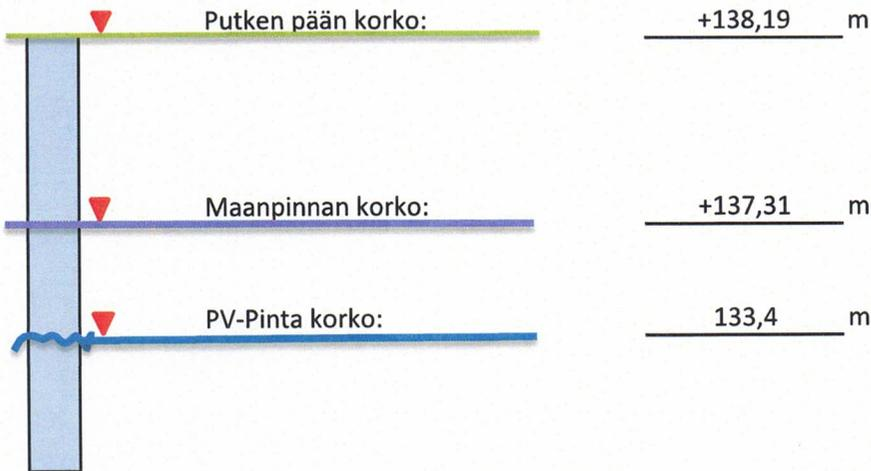 Putken pään korko: +138,19 m
Maanpinnan korko: +137,31 m
PV-Pinta korko: 133,4 m